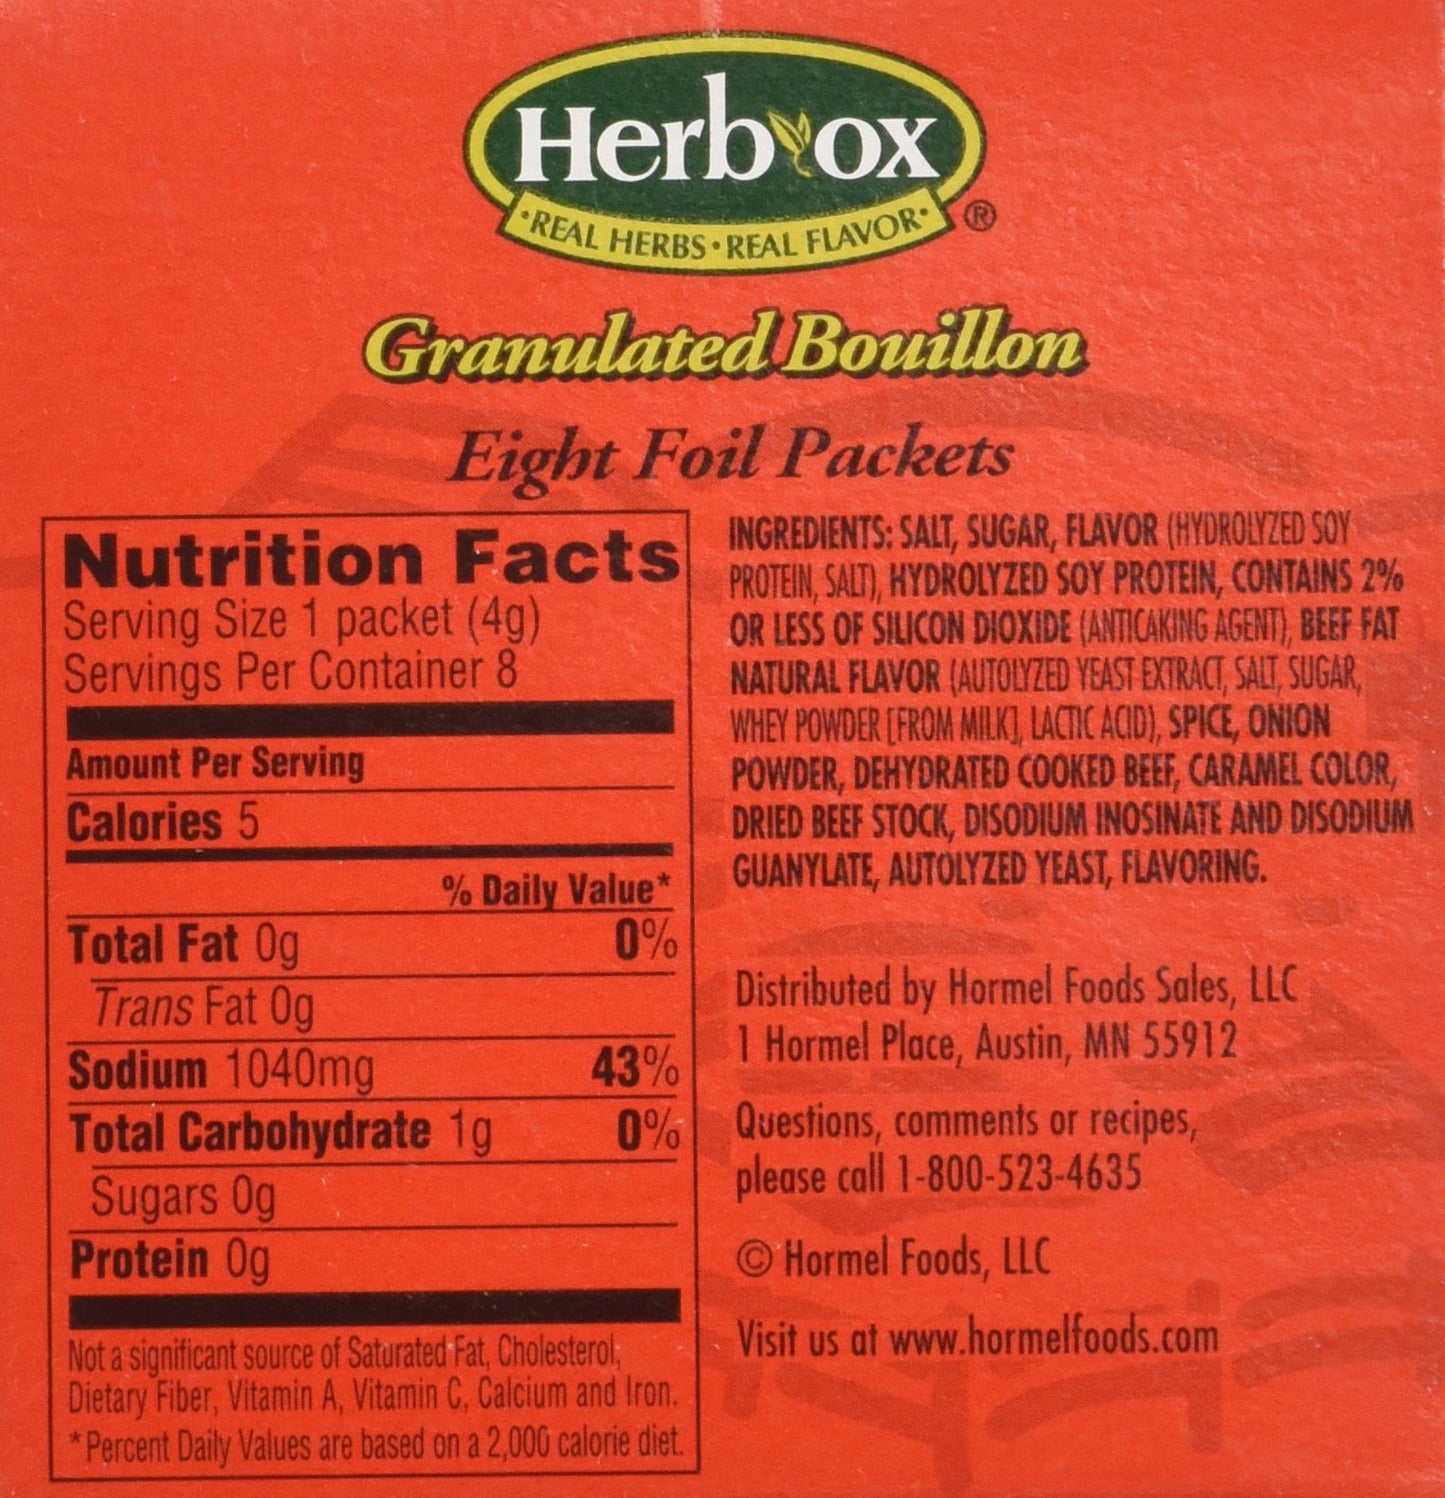 Herb ox
·REAL HERBS·REAL FLAVOR·
®
Granulated Bouillon
Eight Foil Packets
Nutrition Facts
Serving Size 1 packet (4g)
Servings Per Container 8
Amount Per Serving
Calories 5
% Daily Value*
Total Fat 0g 0%
Trans Fat 0g
Sodium 1040mg 43%
Total Carbohydrate 1g 0%
Sugars 0g
Protein 0g
Not a significant source of Saturated Fat, Cholesterol,
Dietary Fiber, Vitamin A, Vitamin C, Calcium and Iron.
*Percent Daily Values are based on a 2,000 calorie diet.
INGREDIENTS: SALT, SUGAR, FLAVOR (HYDROLYZED SOY
PROTEIN, SALT), HYDROLYZED SOY PROTEIN, CONTAINS 2%
OR LESS OF SILICON DIOXIDE (ANTICAKING AGENT), BEEF FAT
NATURAL FLAVOR (AUTOLYZED YEAST EXTRACT, SALT, SUGAR,
WHEY POWDER [FROM MILK], LACTIC ACID), SPICE, ONION
POWDER, DEHYDRATED COOKED BEEF, CARAMEL COLOR,
DRIED BEEF STOCK, DISODIUM INOSINATE AND DISODIUM
GUANYLATE, AUTOLYZED YEAST, FLAVORING.
Distributed by Hormel Foods Sales, LLC
1 Hormel Place, Austin, MN 55912
Questions, comments or recipes,
please call 1-800-523-4635
© Hormel Foods, LLC
Visit us at www.hormelfoods.com